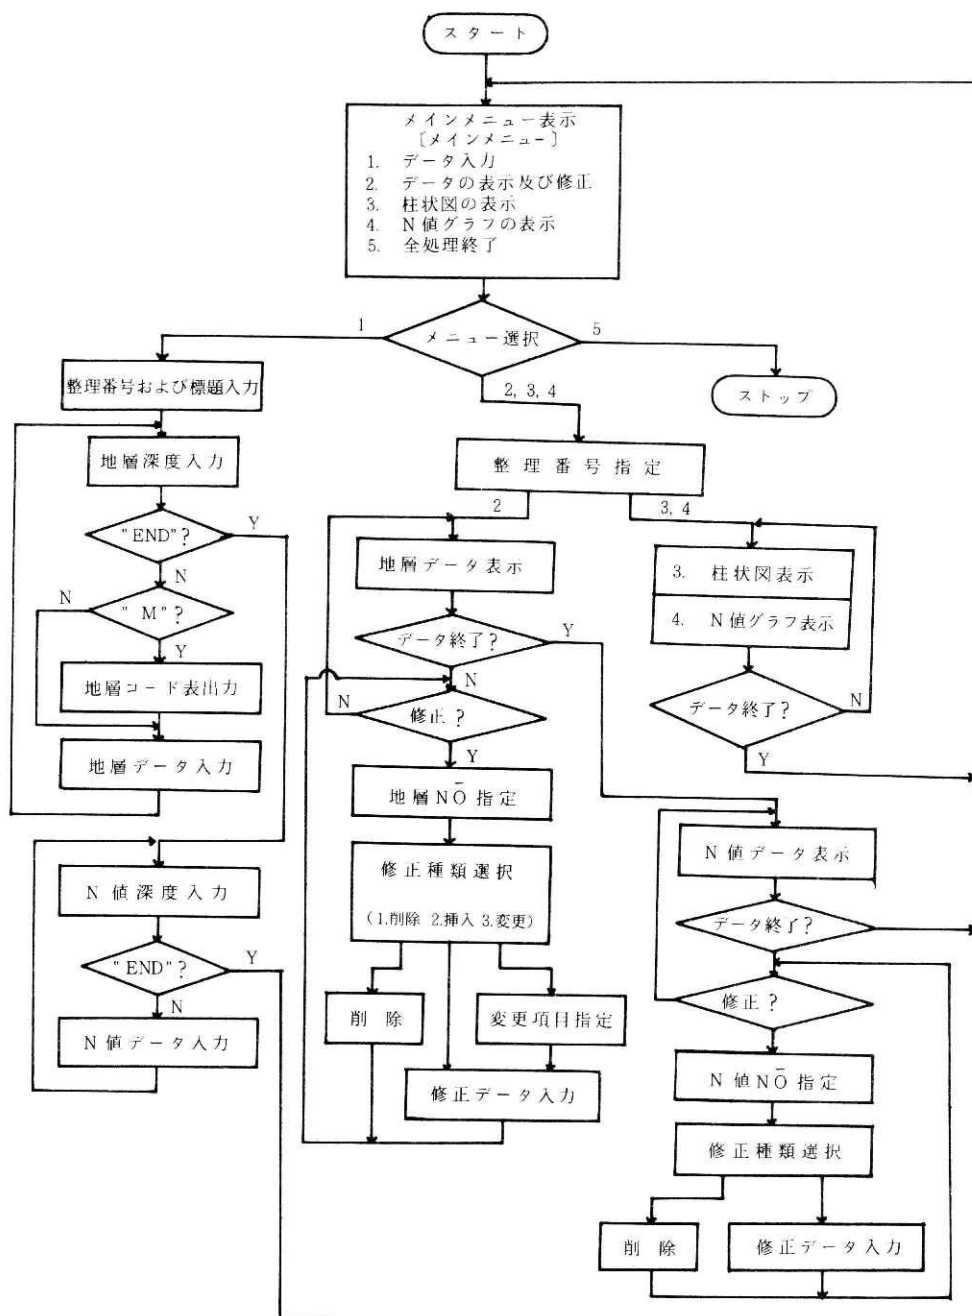 スタート
メインメニュー表示
〔メインメニュー〕
1. データ入力
2. データの表示及び修正
3. 柱状図の表示
4. N値グラフの表示
5. 全処理終了
メニュー選択
1
5
2, 3, 4
ストップ
整理番号および標題入力
地層深度入力
"END"?
Y
N
"M"?
N
Y
地層コード表出力
地層データ入力
N値深度入力
"END"?
Y
N
N値データ入力
整理番号指定
2
3, 4
地層データ表示
データ終了?
Y
N
修正?
N
Y
地層NO̅指定
修正種類選択
(1.削除 2.挿入 3.変更)
削除
変更項目指定
修正データ入力
3. 柱状図表示
4. N値グラフ表示
データ終了?
N
Y
N値データ表示
データ終了?
修正?
N値NO̅指定
修正種類選択
削除
修正データ入力